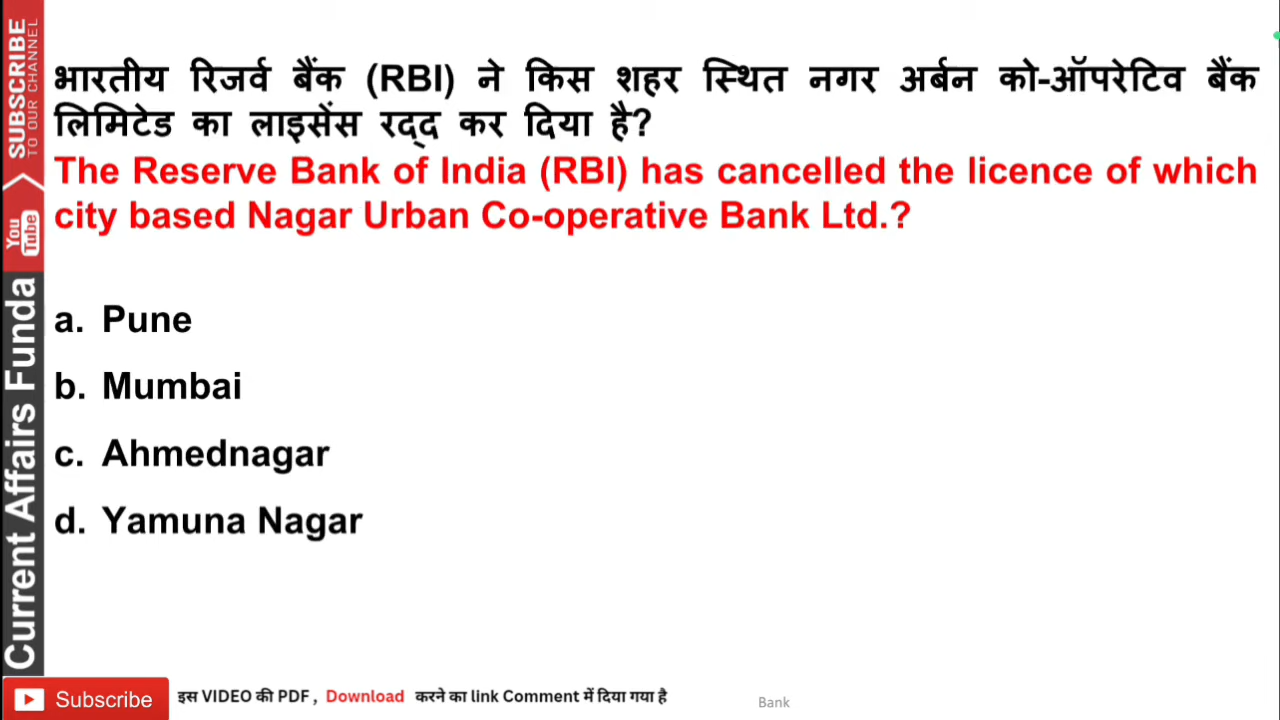 SUBSCRIBE
TO OUR CHANNEL
You
Tube
Current Affairs Funda
भारतीय रिजर्व बैंक (RBI) ने किस शहर स्थित नगर अर्बन को-ऑपरेटिव बैंक
लिमिटेड का लाइसेंस रद्द कर दिया है?
The Reserve Bank of India (RBI) has cancelled the licence of which
city based Nagar Urban Co-operative Bank Ltd.?
a. Pune
b. Mumbai
c. Ahmednagar
d. Yamuna Nagar
Subscribe इस VIDEO की PDF , Download करने का link Comment में दिया गया है
Bank